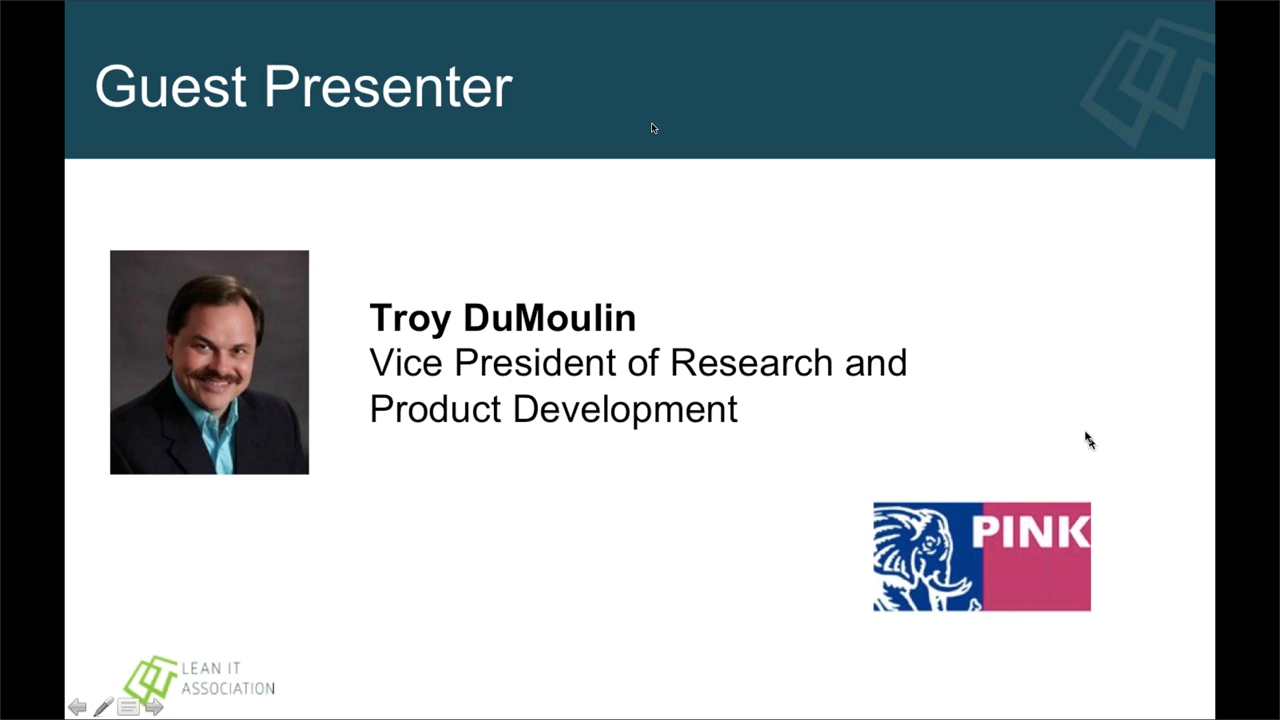 Guest Presenter
Troy DuMoulin
Vice President of Research and
Product Development
PINK
LEAN IT
ASSOCIATION